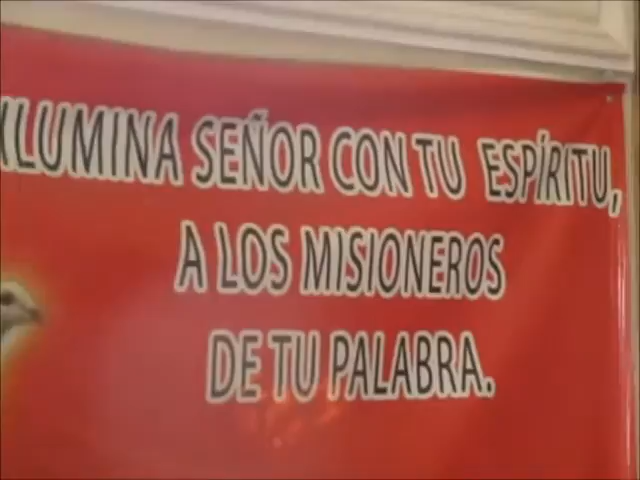 ILUMINA SEÑOR CON TU ESPÍRITU,
A LOS MISIONEROS
DE TU PALABRA.